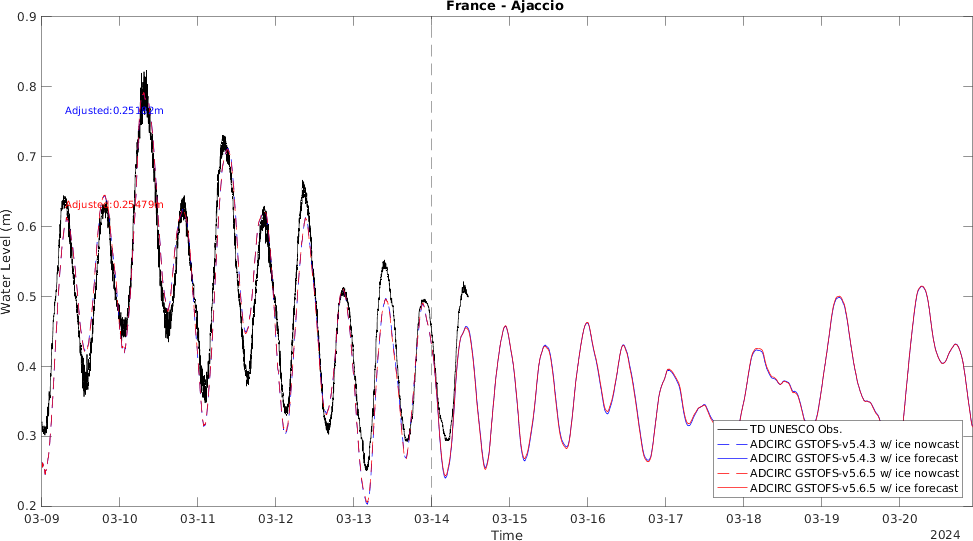 France - Ajaccio
0.9
0.8
0.7
0.6
0.5
0.4
0.3
0.2
Water Level (m)
Adjusted:0.25479m
TD UNESCO Obs.
ADCIRC GSTOFS-v5.4.3 w/ ice nowcast
ADCIRC GSTOFS-v5.4.3 w/ ice forecast
ADCIRC GSTOFS-v5.6.5 w/ ice nowcast
ADCIRC GSTOFS-v5.6.5 w/ ice forecast
03-09 03-10 03-11 03-12 03-13 03-14 03-15 03-16 03-17 03-18 03-19 03-20
Time
2024